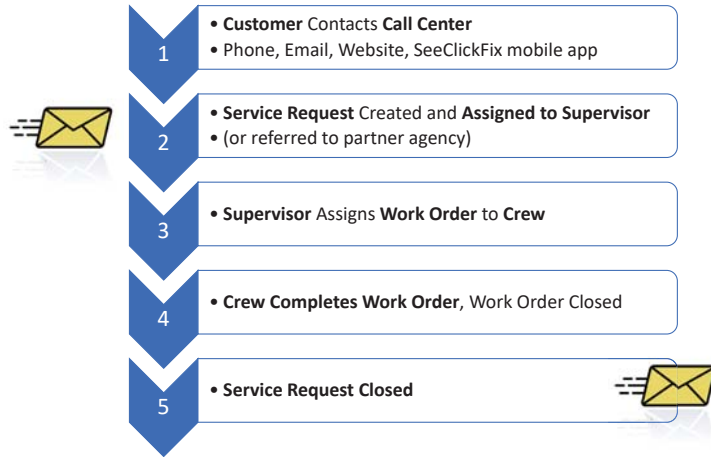 1
• Customer Contacts Call Center
• Phone, Email, Website, SeeClickFix mobile app
2
• Service Request Created and Assigned to Supervisor
• (or referred to partner agency)
3
• Supervisor Assigns Work Order to Crew
4
• Crew Completes Work Order, Work Order Closed
5
• Service Request Closed